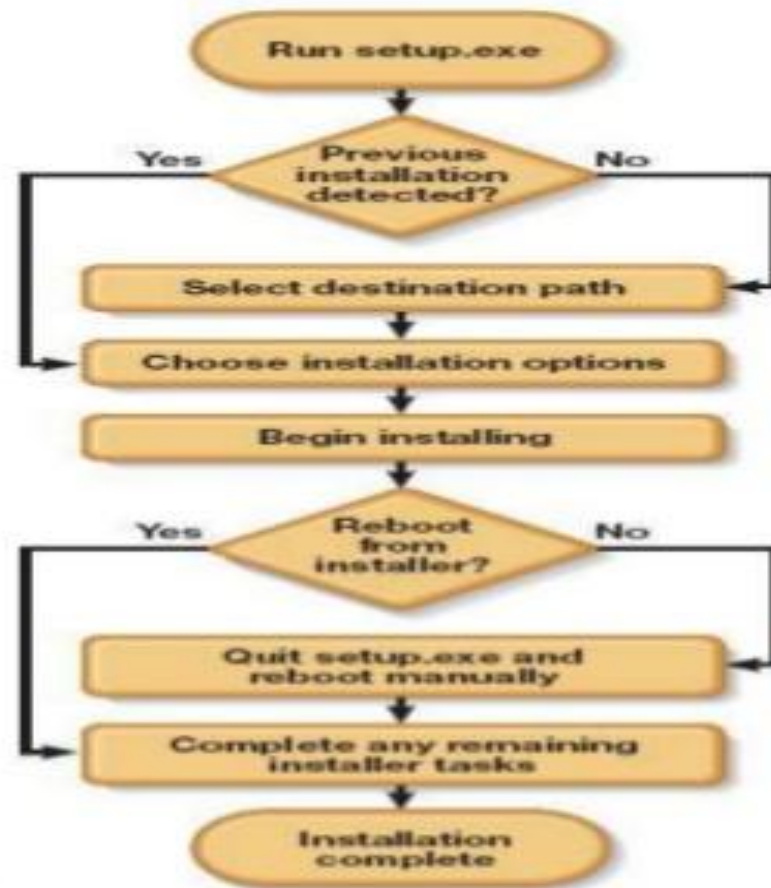 Run setup.exe
Yes
Previous
installation
detected?
No
Select destination path
Choose installation options
Begin installing
Yes
Reboot
from
installer?
No
Quit setup.exe and
reboot manually
Complete any remaining
installer tasks
Installation
complete